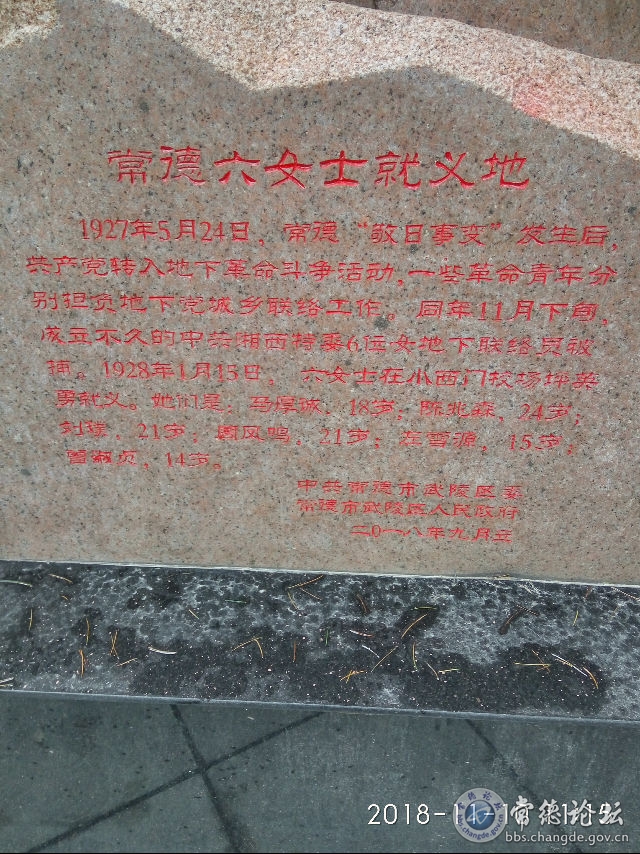 常德六女士就义地
1927年5月24日，常德“敬日事变”发生后，
共产党转入地下革命斗争活动，一些革命青年分
别担负地下党城乡联络工作。同年11月下旬，
成立不久的中共湘西特委6位女地下联络员被
捕。1928年1月15日，六女士在小西门校场坪英
勇就义。她们是：马厚诚，18岁；陈兆森，24岁；
刘瑑，21岁；周凤鸣，21岁；左雪源，15岁；
曾淑贞，14岁。
中共常德市武陵区委
常德市武陵区人民政府
二〇一八年九月立
2018-11-1
常德论坛
bbs.changde.gov.cn